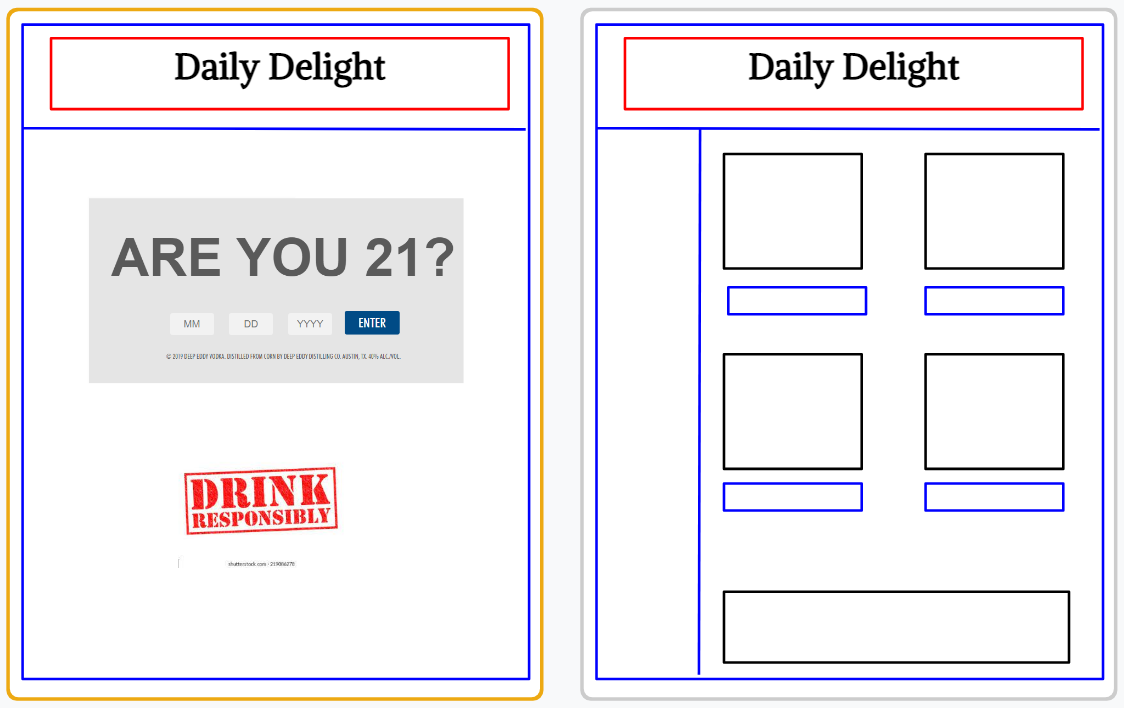 Daily Delight
ARE YOU 21?
MM DD YYYY ENTER
© 2019 DEEP EDDY VODKA. DISTILLED FROM CORN BY DEEP EDDY DISTILLING CO. AUSTIN, TX. 40% ALC./VOL.
DRINK
RESPONSIBLY
shutterstock.com · 219086278
Daily Delight